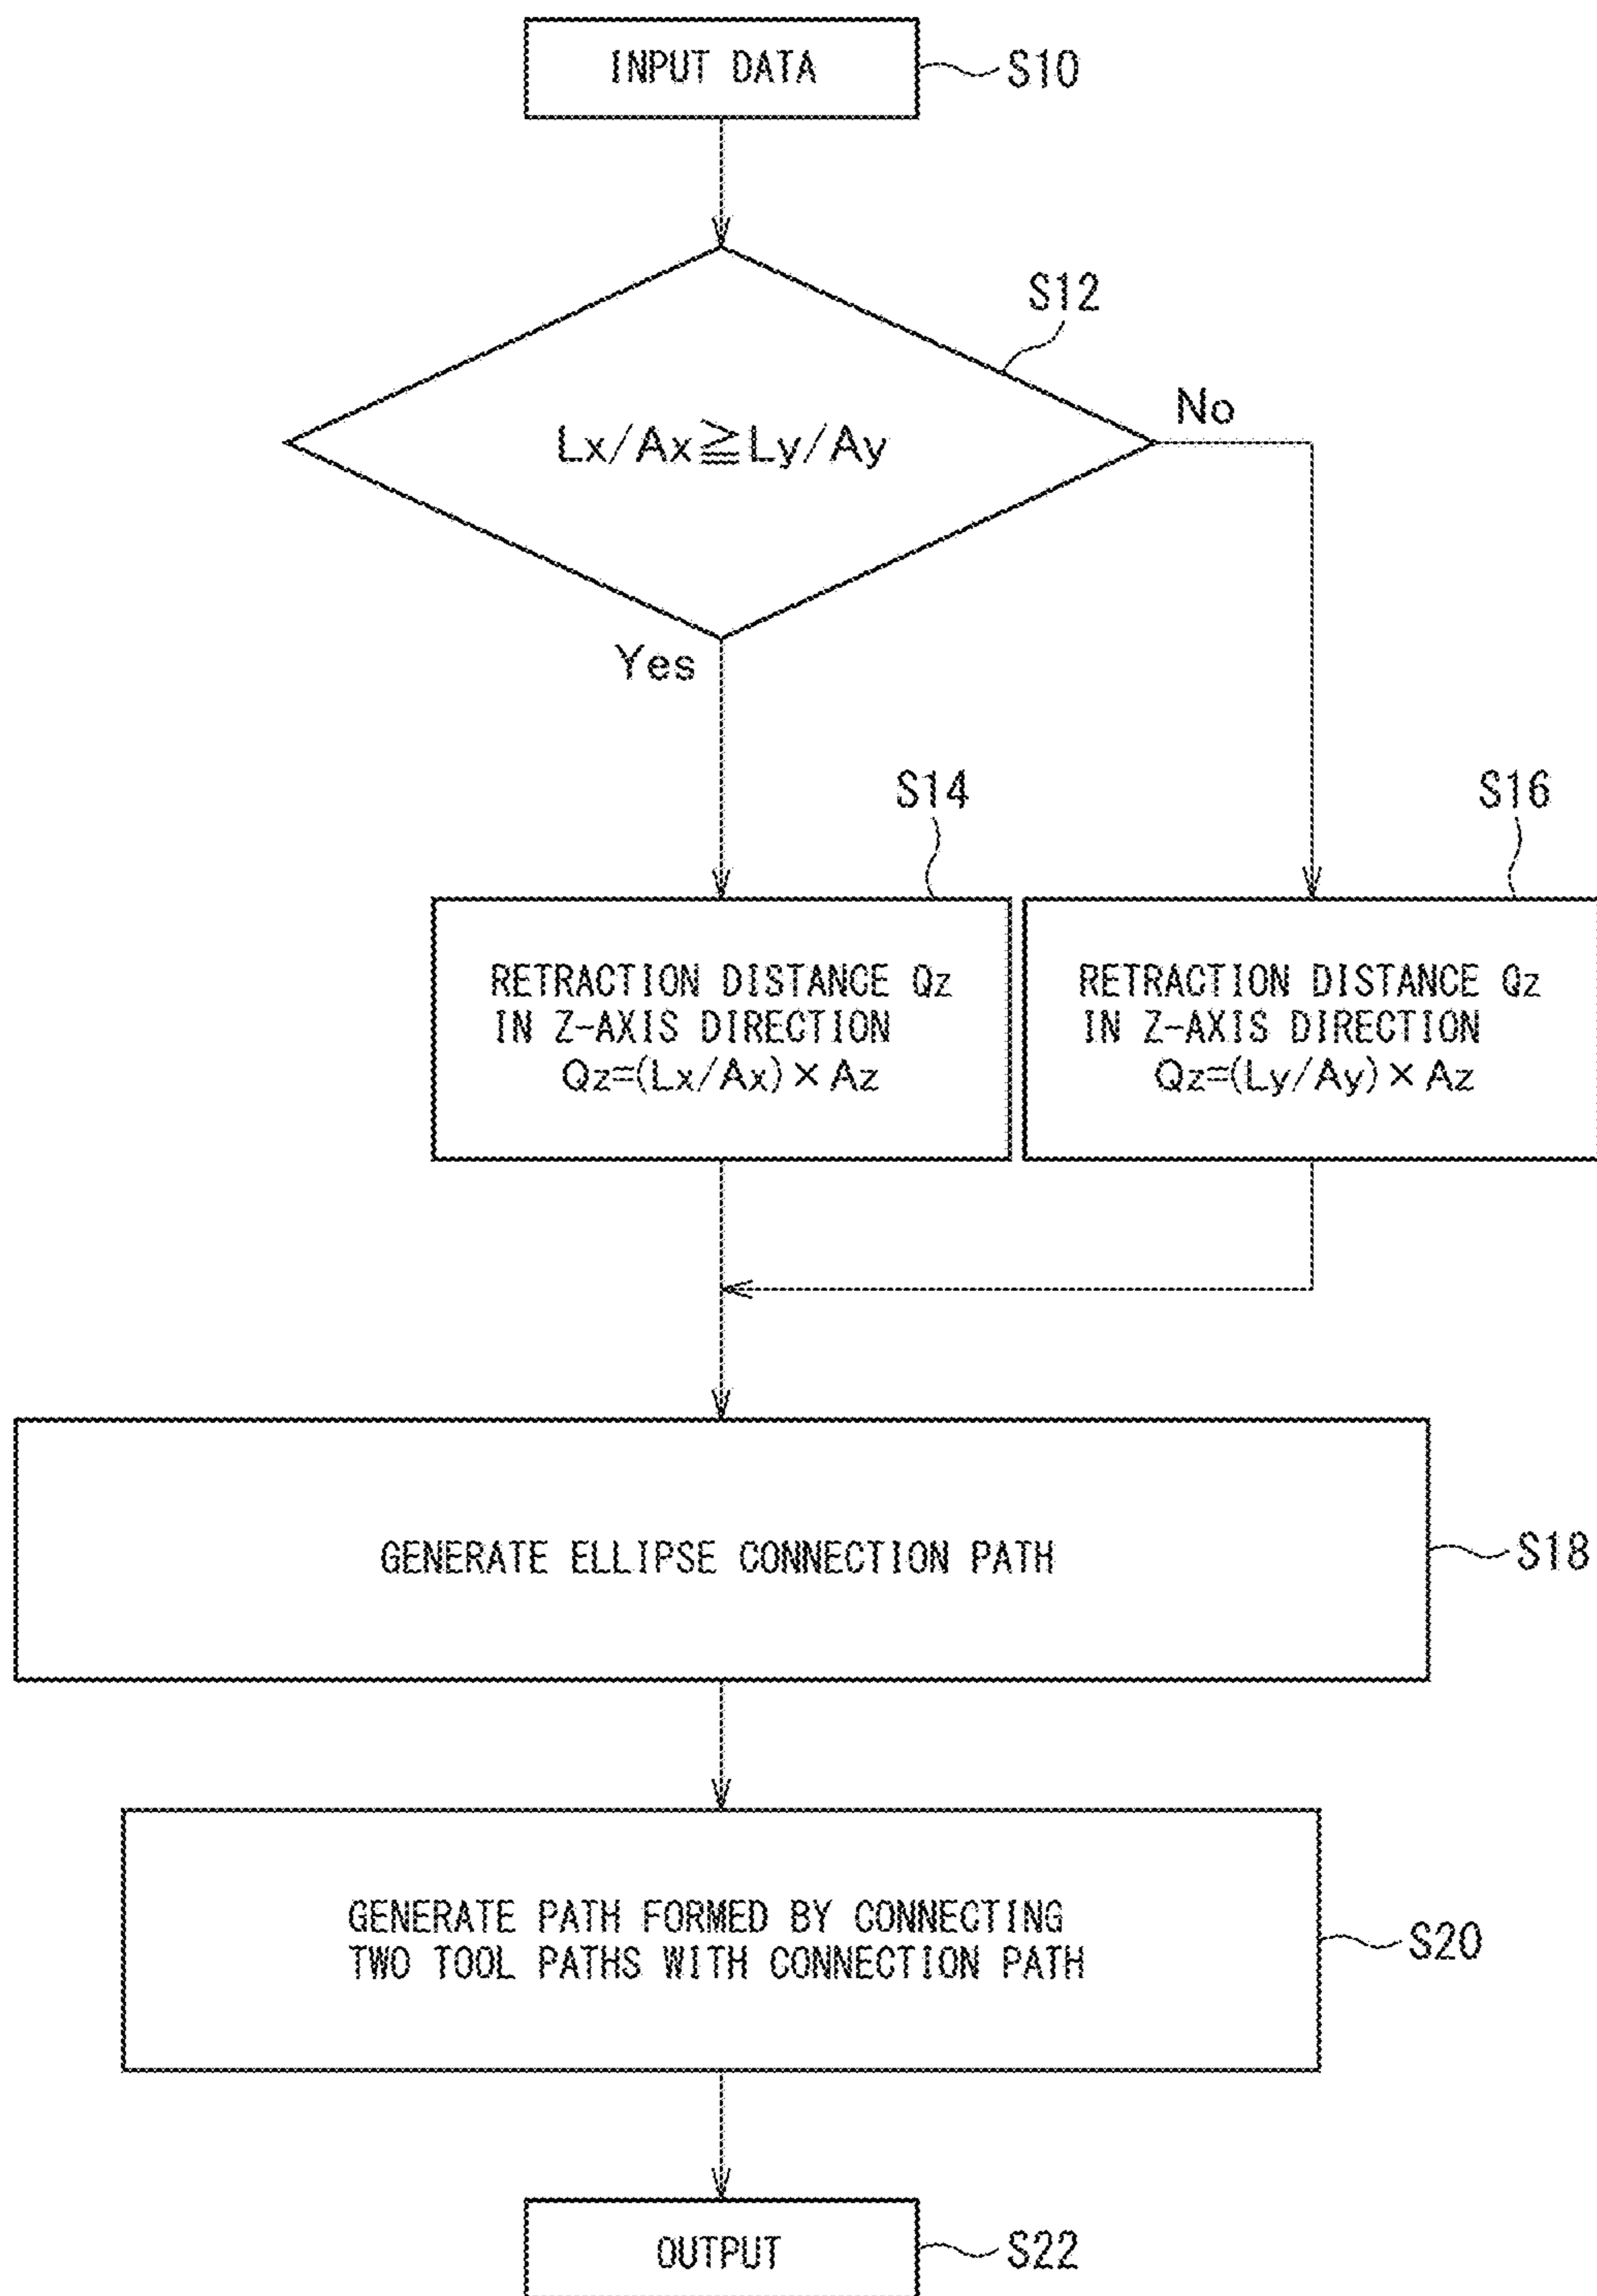 INPUT DATA
S10
S12
Lx/Ax≧Ly/Ay
No
Yes
S14
S16
RETRACTION DISTANCE Qz
IN Z-AXIS DIRECTION
Qz=(Lx/Ax)×Az
RETRACTION DISTANCE Qz
IN Z-AXIS DIRECTION
Qz=(Ly/Ay)×Az
GENERATE ELLIPSE CONNECTION PATH
S18
GENERATE PATH FORMED BY CONNECTING
TWO TOOL PATHS WITH CONNECTION PATH
S20
OUTPUT
S22